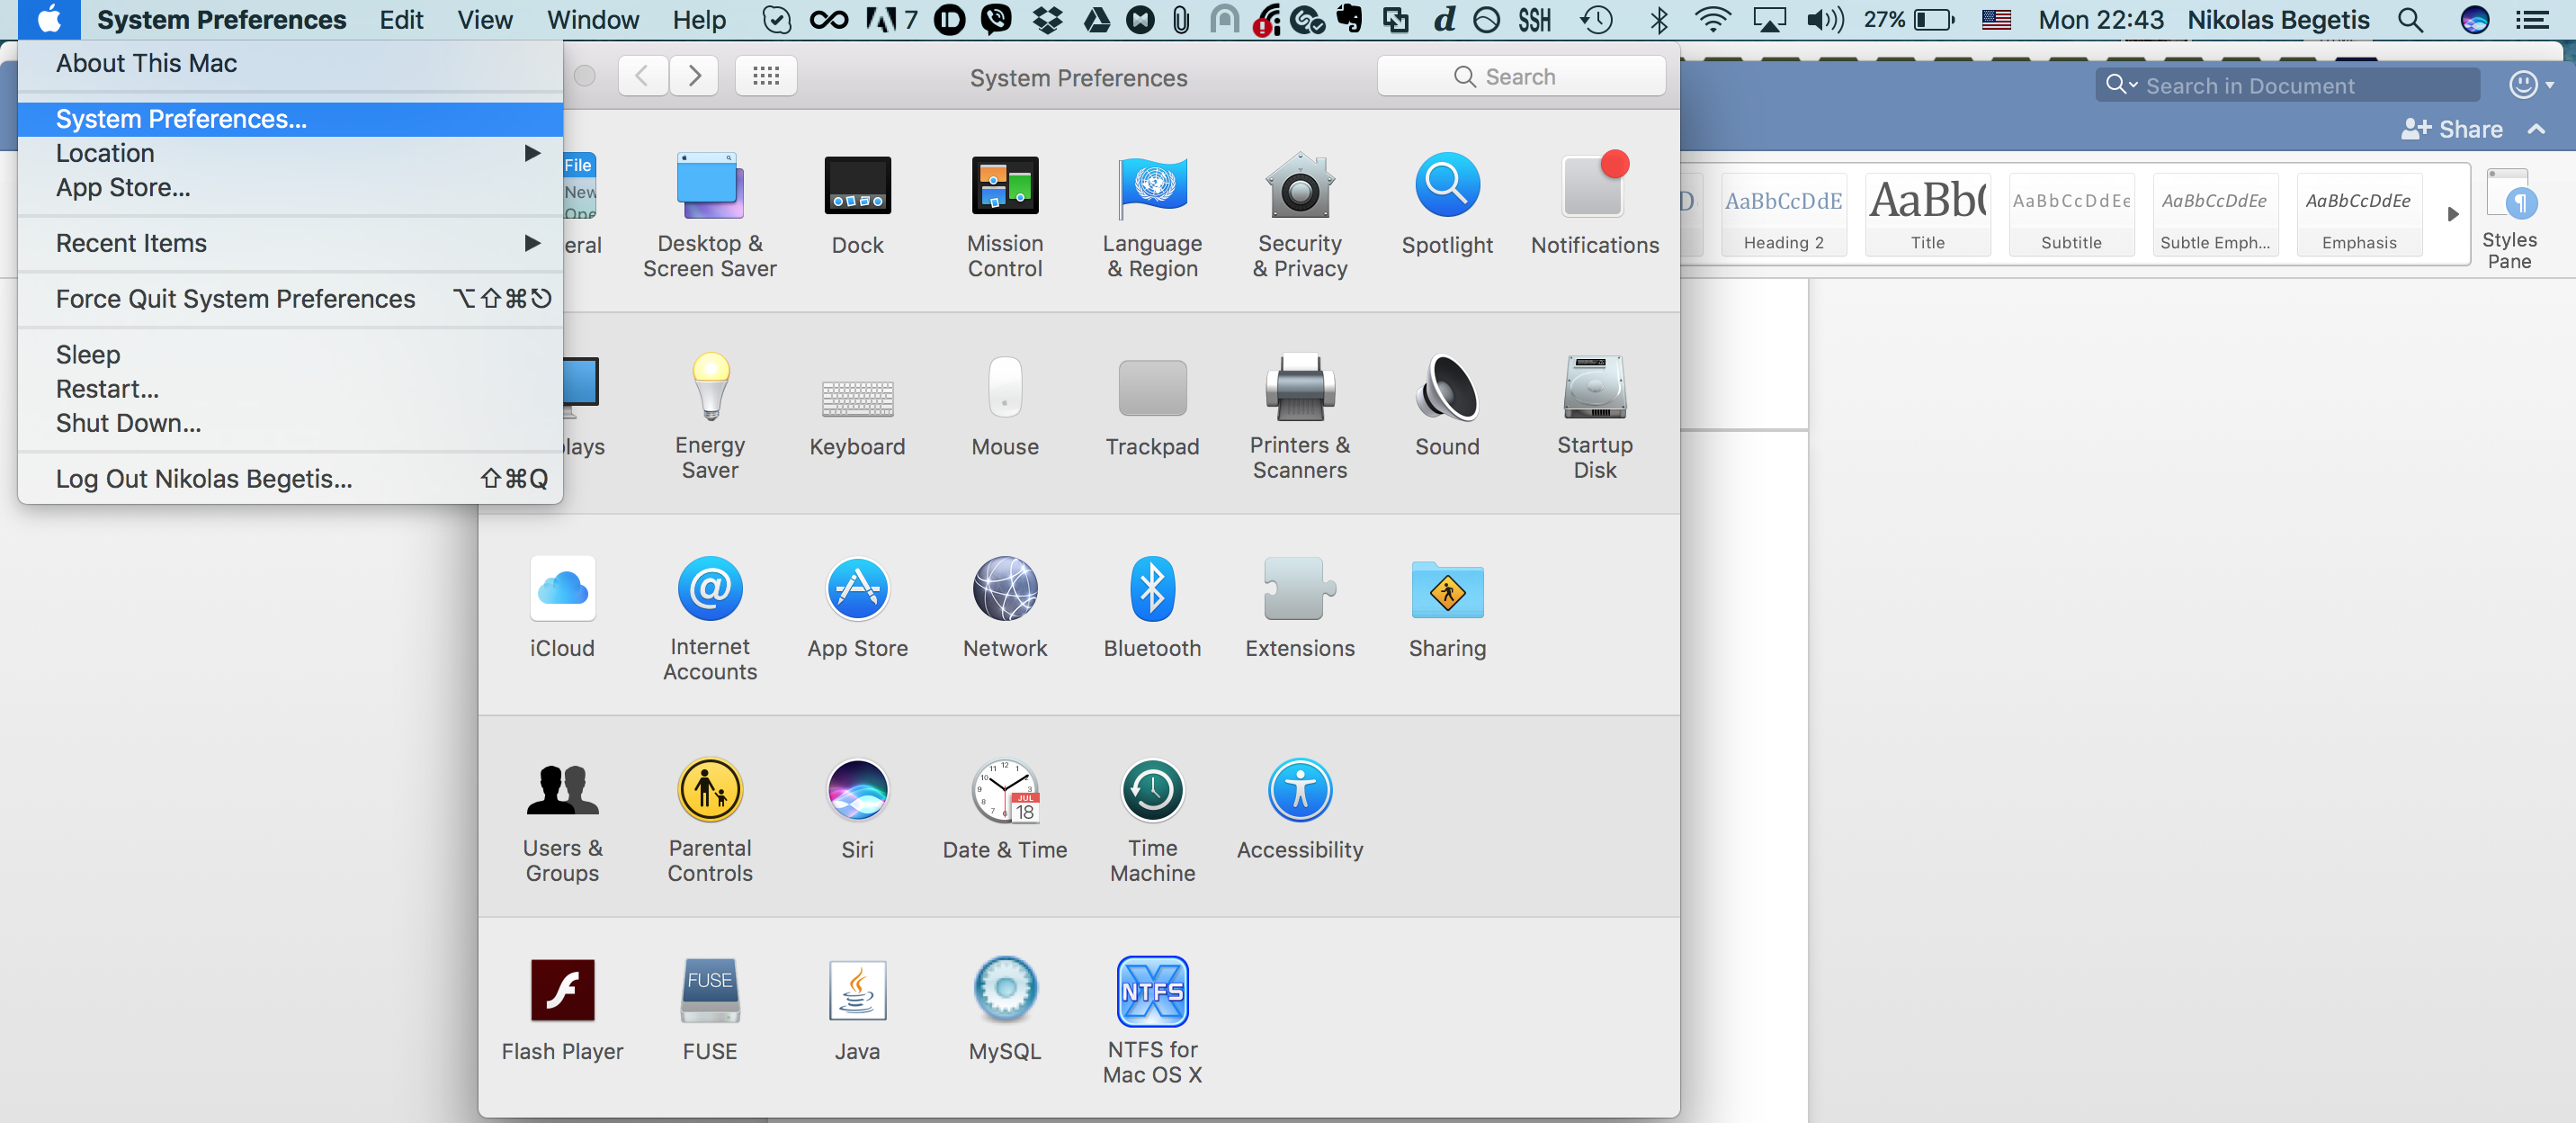 System Preferences Edit View Window Help 7 SSH 27% Mon 22:43 Nikolas Begetis
About This Mac
System Preferences...
Location
App Store...
Recent Items
Force Quit System Preferences ⌥⇧⌘⎋
Sleep
Restart...
Shut Down...
Log Out Nikolas Begetis... ⇧⌘Q
System Preferences
Search
File
New
Ope
eral
Desktop &
Screen Saver
Dock
Mission
Control
Language
& Region
Security
& Privacy
Spotlight
Notifications
lays
Energy
Saver
Keyboard
Mouse
Trackpad
Printers &
Scanners
Sound
Startup
Disk
iCloud
Internet
Accounts
App Store
Network
Bluetooth
Extensions
Sharing
Users &
Groups
Parental
Controls
Siri
JUL
18
Date & Time
Time
Machine
Accessibility
Flash Player
FUSE
FUSE
Java
MySQL
NTFS
NTFS for
Mac OS X
Search in Document
Share
D
AaBbCcDdE
Heading 2
AaBb(
Title
AaBbCcDdEe
Subtitle
AaBbCcDdEe
Subtle Emph...
AaBbCcDdEe
Emphasis
Styles
Pane